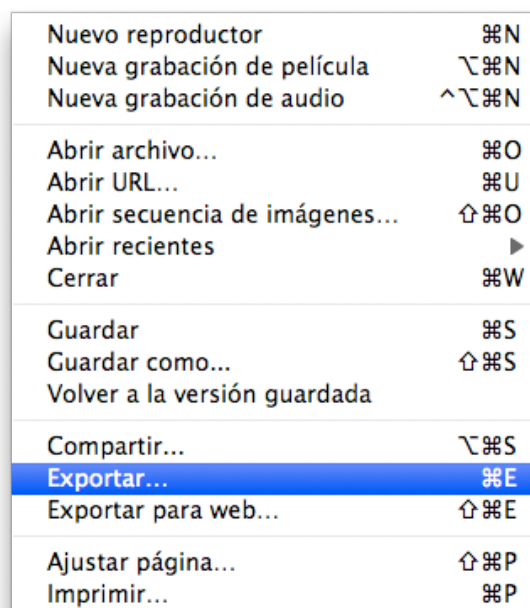 Nuevo reproductor ⌘N
Nueva grabación de película ⌥⌘N
Nueva grabación de audio ^⌥⌘N
Abrir archivo... ⌘O
Abrir URL... ⌘U
Abrir secuencia de imágenes... ⇧⌘O
Abrir recientes ▶
Cerrar ⌘W
Guardar ⌘S
Guardar como... ⇧⌘S
Volver a la versión guardada
Compartir... ⌥⌘S
Exportar... ⌘E
Exportar para web... ⇧⌘E
Ajustar página... ⇧⌘P
Imprimir... ⌘P